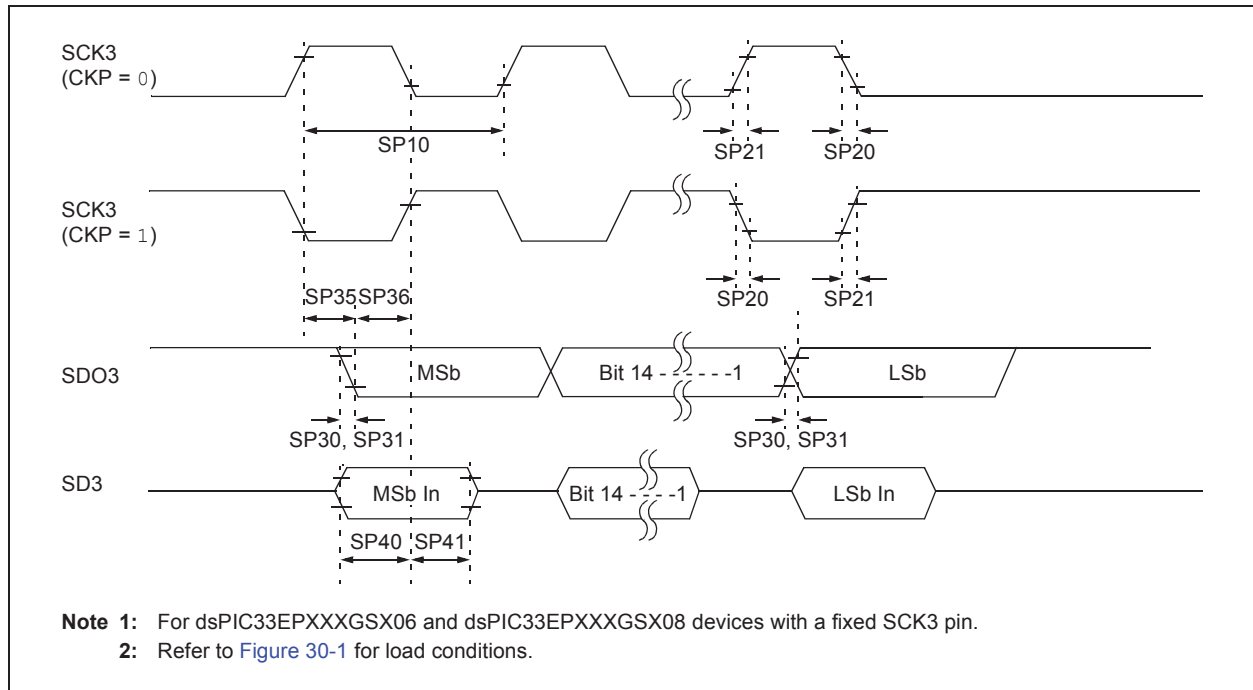 SCK3
(CKP = 0)
SP10
SP21
SP20
SCK3
(CKP = 1)
SP20
SP21
SP35
SP36
SDO3
MSb
Bit 14 - - - - - -1
LSb
SP30, SP31
SP30, SP31
SD3
MSb In
Bit 14 - - - - -1
LSb In
SP40
SP41
Note 1: For dsPIC33EPXXXGSX06 and dsPIC33EPXXXGSX08 devices with a fixed SCK3 pin.
2: Refer to Figure 30-1 for load conditions.